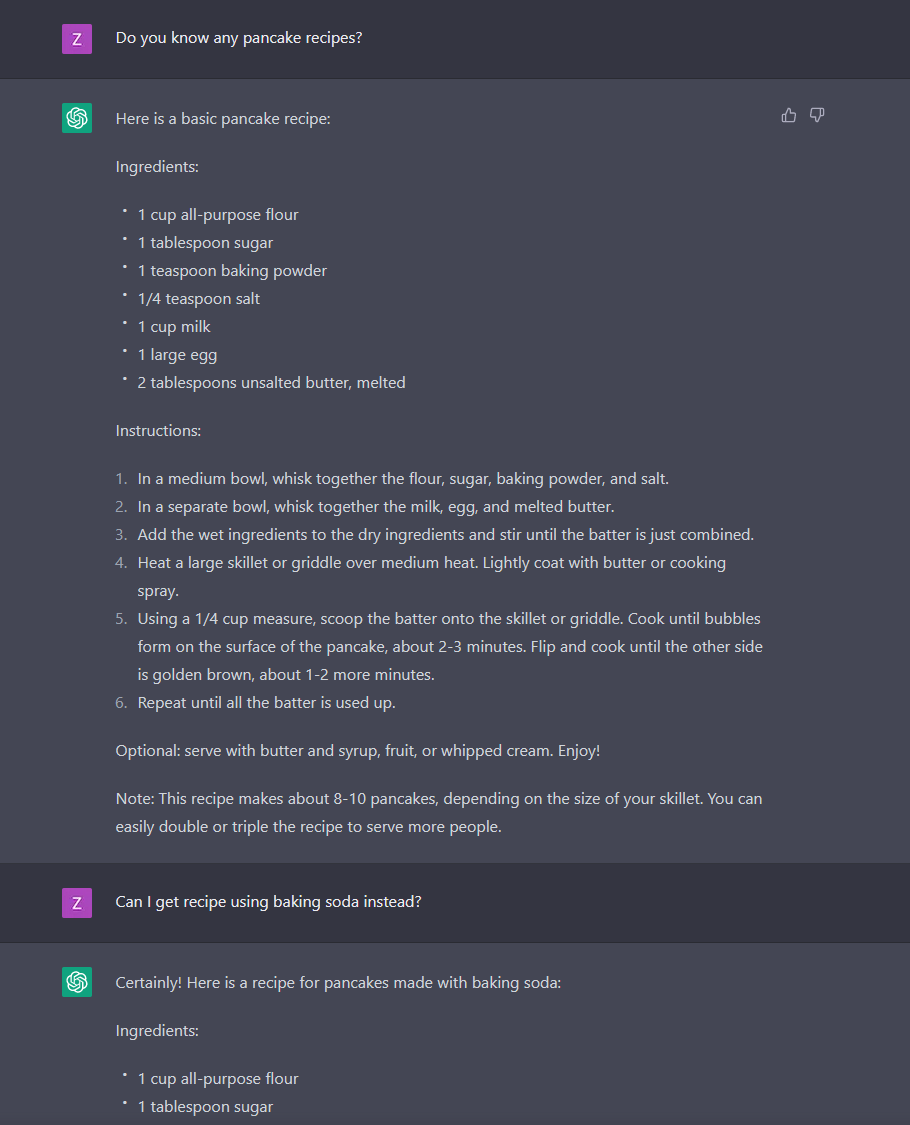 Z
Do you know any pancake recipes?
Here is a basic pancake recipe:
Ingredients:
• 1 cup all-purpose flour
• 1 tablespoon sugar
• 1 teaspoon baking powder
• 1/4 teaspoon salt
• 1 cup milk
• 1 large egg
• 2 tablespoons unsalted butter, melted
Instructions:
1. In a medium bowl, whisk together the flour, sugar, baking powder, and salt.
2. In a separate bowl, whisk together the milk, egg, and melted butter.
3. Add the wet ingredients to the dry ingredients and stir until the batter is just combined.
4. Heat a large skillet or griddle over medium heat. Lightly coat with butter or cooking
spray.
5. Using a 1/4 cup measure, scoop the batter onto the skillet or griddle. Cook until bubbles
form on the surface of the pancake, about 2-3 minutes. Flip and cook until the other side
is golden brown, about 1-2 more minutes.
6. Repeat until all the batter is used up.
Optional: serve with butter and syrup, fruit, or whipped cream. Enjoy!
Note: This recipe makes about 8-10 pancakes, depending on the size of your skillet. You can
easily double or triple the recipe to serve more people.
Z
Can I get recipe using baking soda instead?
Certainly! Here is a recipe for pancakes made with baking soda:
Ingredients:
• 1 cup all-purpose flour
• 1 tablespoon sugar